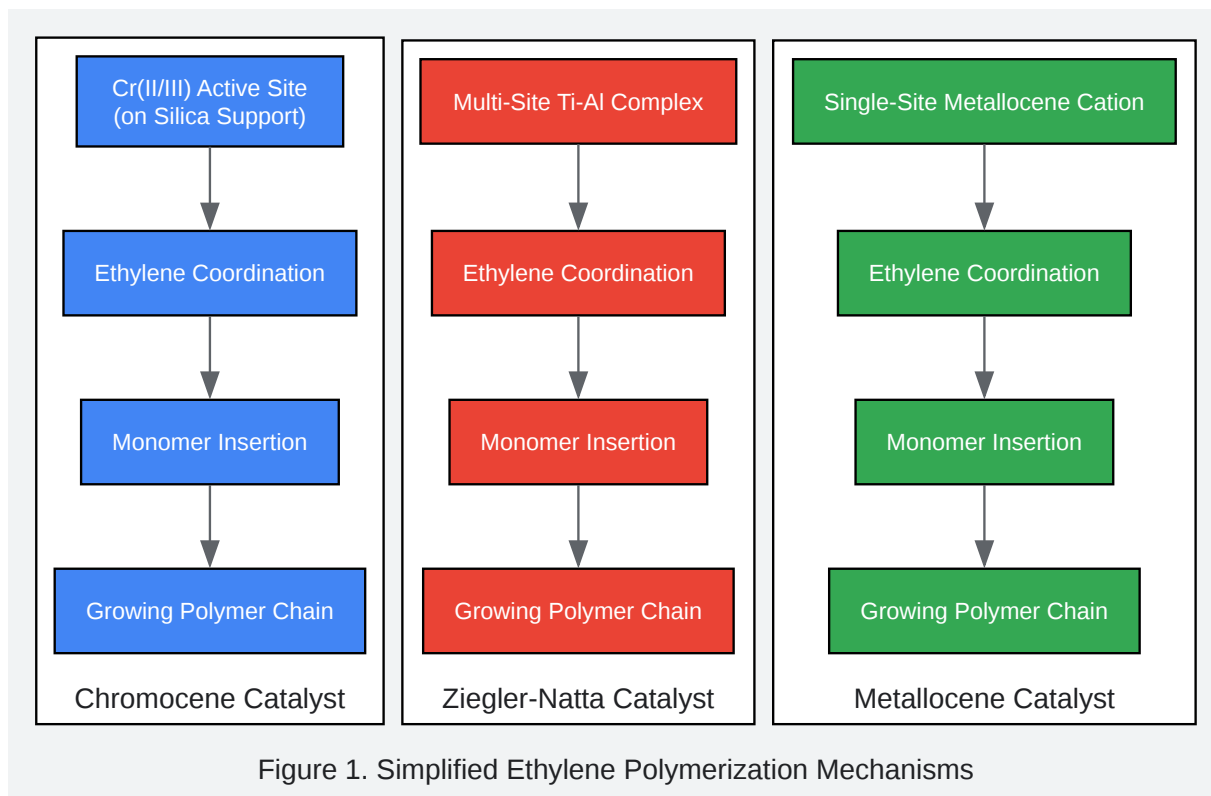 Cr(II/III) Active Site
(on Silica Support)
Ethylene Coordination
Monomer Insertion
Growing Polymer Chain
Chromocene Catalyst
Multi-Site Ti-Al Complex
Ethylene Coordination
Monomer Insertion
Growing Polymer Chain
Ziegler-Natta Catalyst
Single-Site Metallocene Cation
Ethylene Coordination
Monomer Insertion
Growing Polymer Chain
Metallocene Catalyst
Figure 1. Simplified Ethylene Polymerization Mechanisms